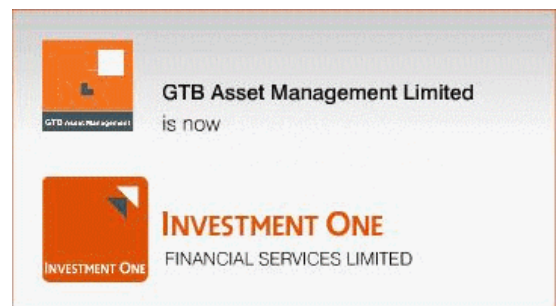 GTB Asset Management Limited
GTB Asset Management
is now
INVESTMENT ONE
FINANCIAL SERVICES LIMITED
INVESTMENT ONE